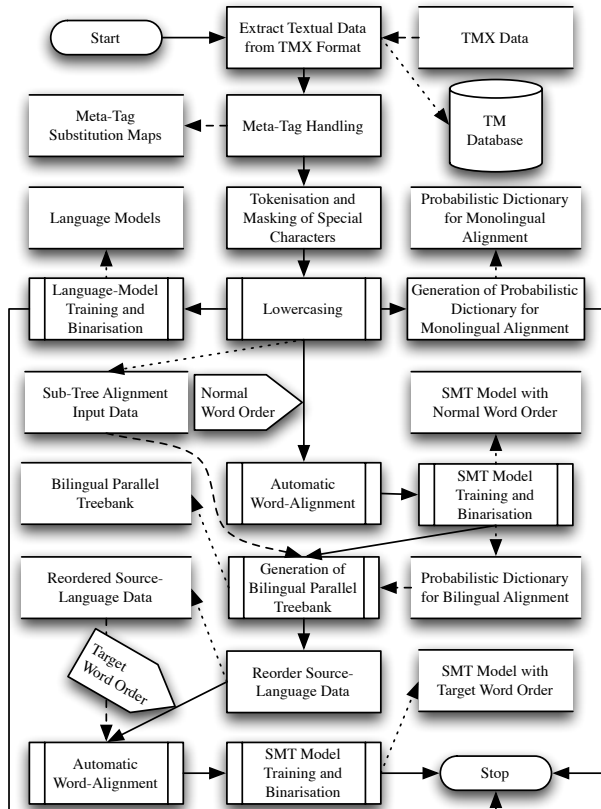 Start
Extract Textual Data
from TMX Format
TMX Data
Meta-Tag
Substitution Maps
Meta-Tag Handling
TM
Database
Language Models
Tokenisation and
Masking of Special
Characters
Probabilistic Dictionary
for Monolingual
Alignment
Language-Model
Training and
Binarisation
Lowercasing
Generation of Probabilistic
Dictionary for
Monolingual Alignment
Sub-Tree Alignment
Input Data
Normal
Word Order
SMT Model with
Normal Word Order
Bilingual Parallel
Treebank
Automatic
Word-Alignment
SMT Model
Training and
Binarisation
Reordered Source-
Language Data
Generation of
Bilingual Parallel
Treebank
Probabilistic Dictionary
for Bilingual Alignment
Target
Word Order
Reorder Source-
Language Data
SMT Model with
Target Word Order
Automatic
Word-Alignment
SMT Model
Training and
Binarisation
Stop